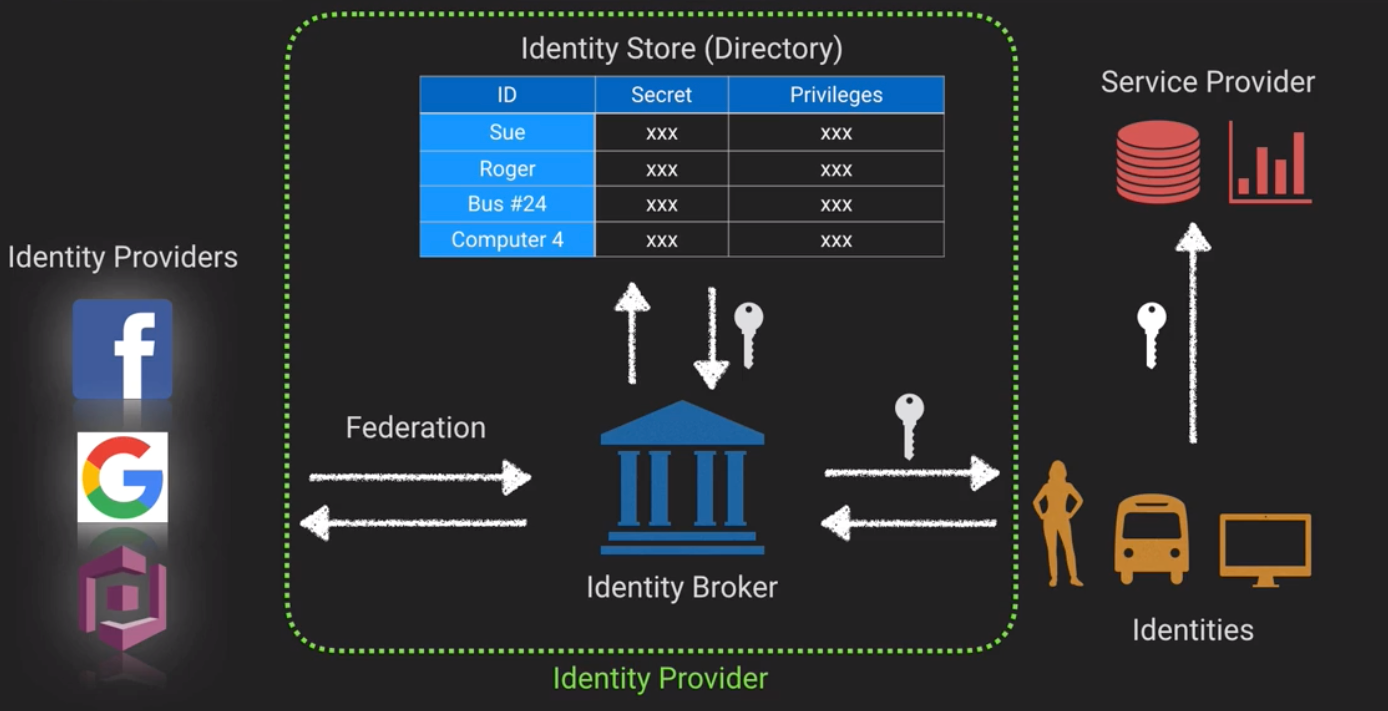 Identity Store (Directory)
ID Secret Privileges
Sue xxx xxx
Roger xxx xxx
Bus #24 xxx xxx
Computer 4 xxx xxx
Service Provider
Identity Providers
f
G
Federation
Identity Broker
Identities
Identity Provider